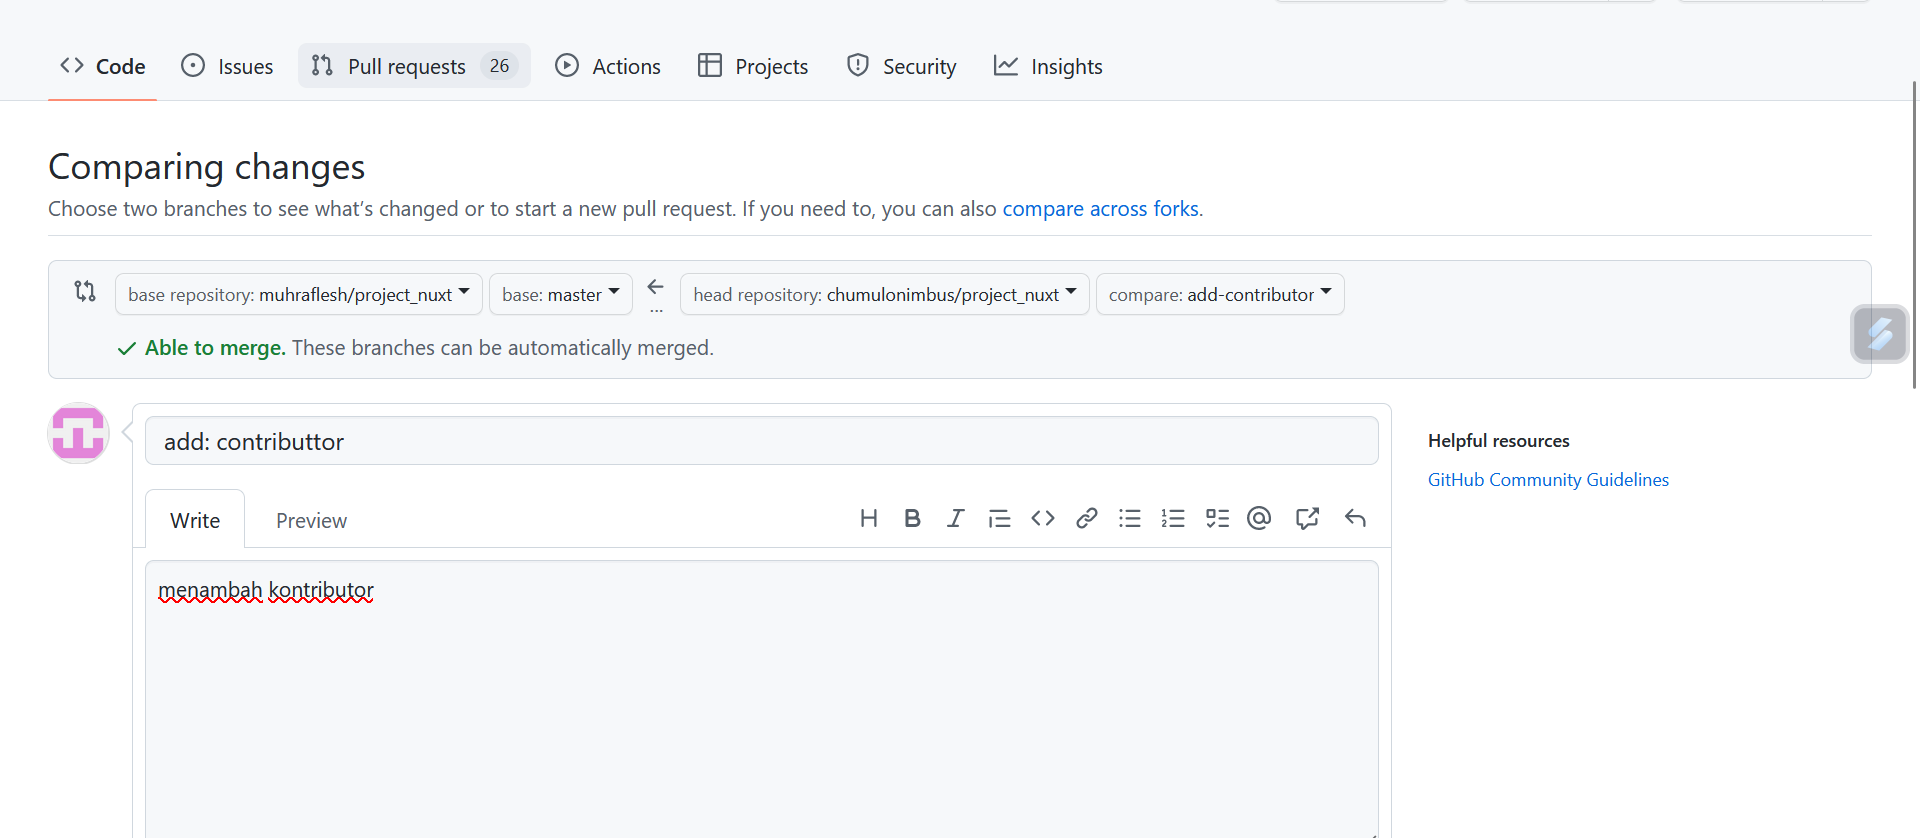 Code Issues Pull requests 26 Actions Projects Security Insights
Comparing changes
Choose two branches to see what's changed or to start a new pull request. If you need to, you can also compare across forks.
base repository: muhraflesh/project_nuxt base: master ... head repository: chumulonimbus/project_nuxt compare: add-contributor
Able to merge. These branches can be automatically merged.
add: contributtor
Helpful resources
GitHub Community Guidelines
Write Preview
menambah kontributor